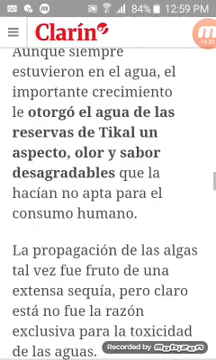 84% 12:59 PM
Clarín
Aunque siempre
estuvieron en el agua, el
importante crecimiento
le otorgó el agua de las
reservas de Tikal un
aspecto, olor y sabor
desagradables que la
hacían no apta para el
consumo humano.
La propagación de las algas
tal vez fue fruto de una
extensa sequía, pero claro
está no fue la razón
exclusiva para la toxicidad
de las aguas.
Recorded by Mobizen